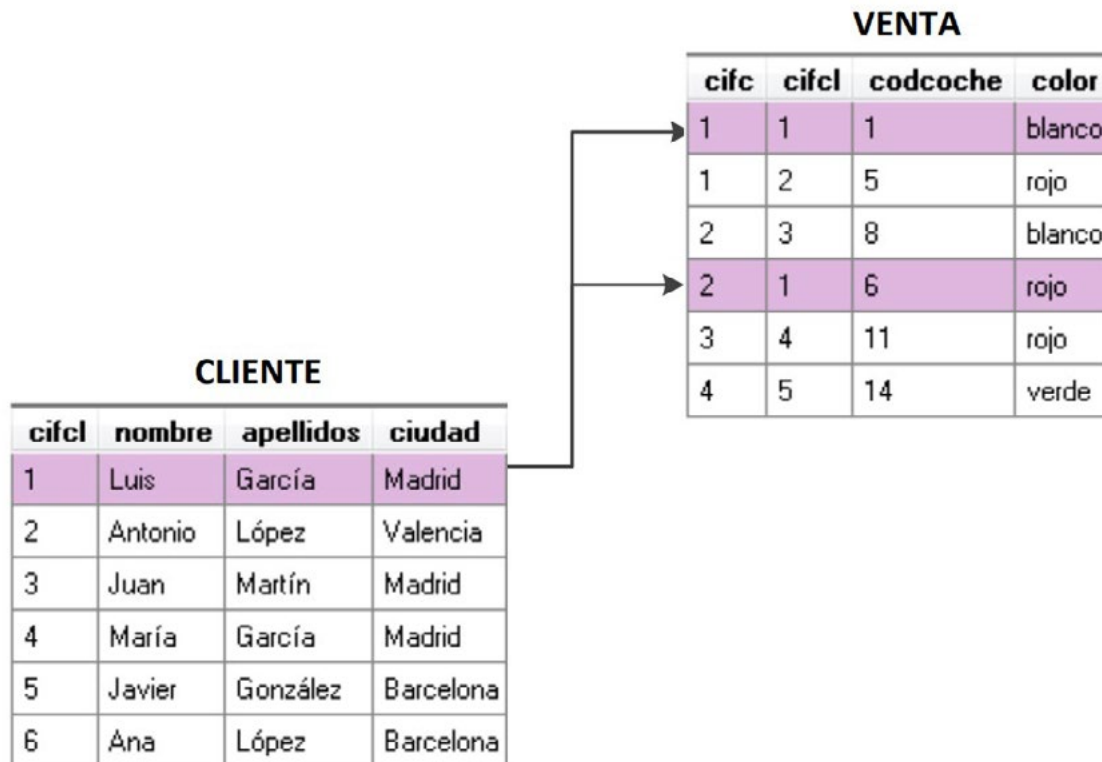 VENTA
cifc cifcl codcoche color
1 1 1 blanco
1 2 5 rojo
2 3 8 blanco
2 1 6 rojo
3 4 11 rojo
4 5 14 verde
CLIENTE
cifcl nombre apellidos ciudad
1 Luis García Madrid
2 Antonio López Valencia
3 Juan Martín Madrid
4 María García Madrid
5 Javier González Barcelona
6 Ana López Barcelona